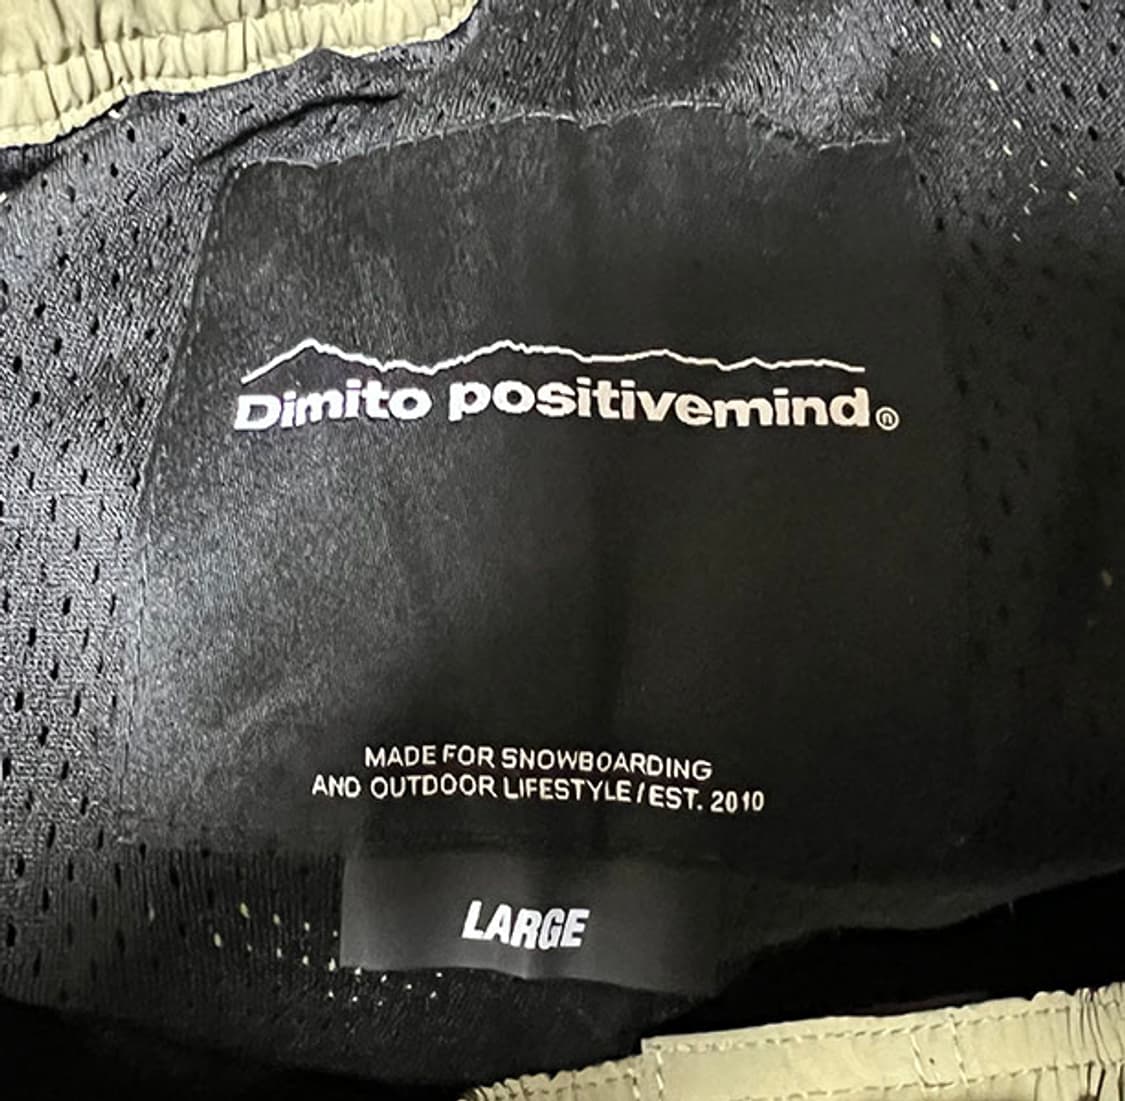 Dimito positivemind®
MADE FOR SNOWBOARDING
AND OUTDOOR LIFESTYLE / EST. 2010
LARGE